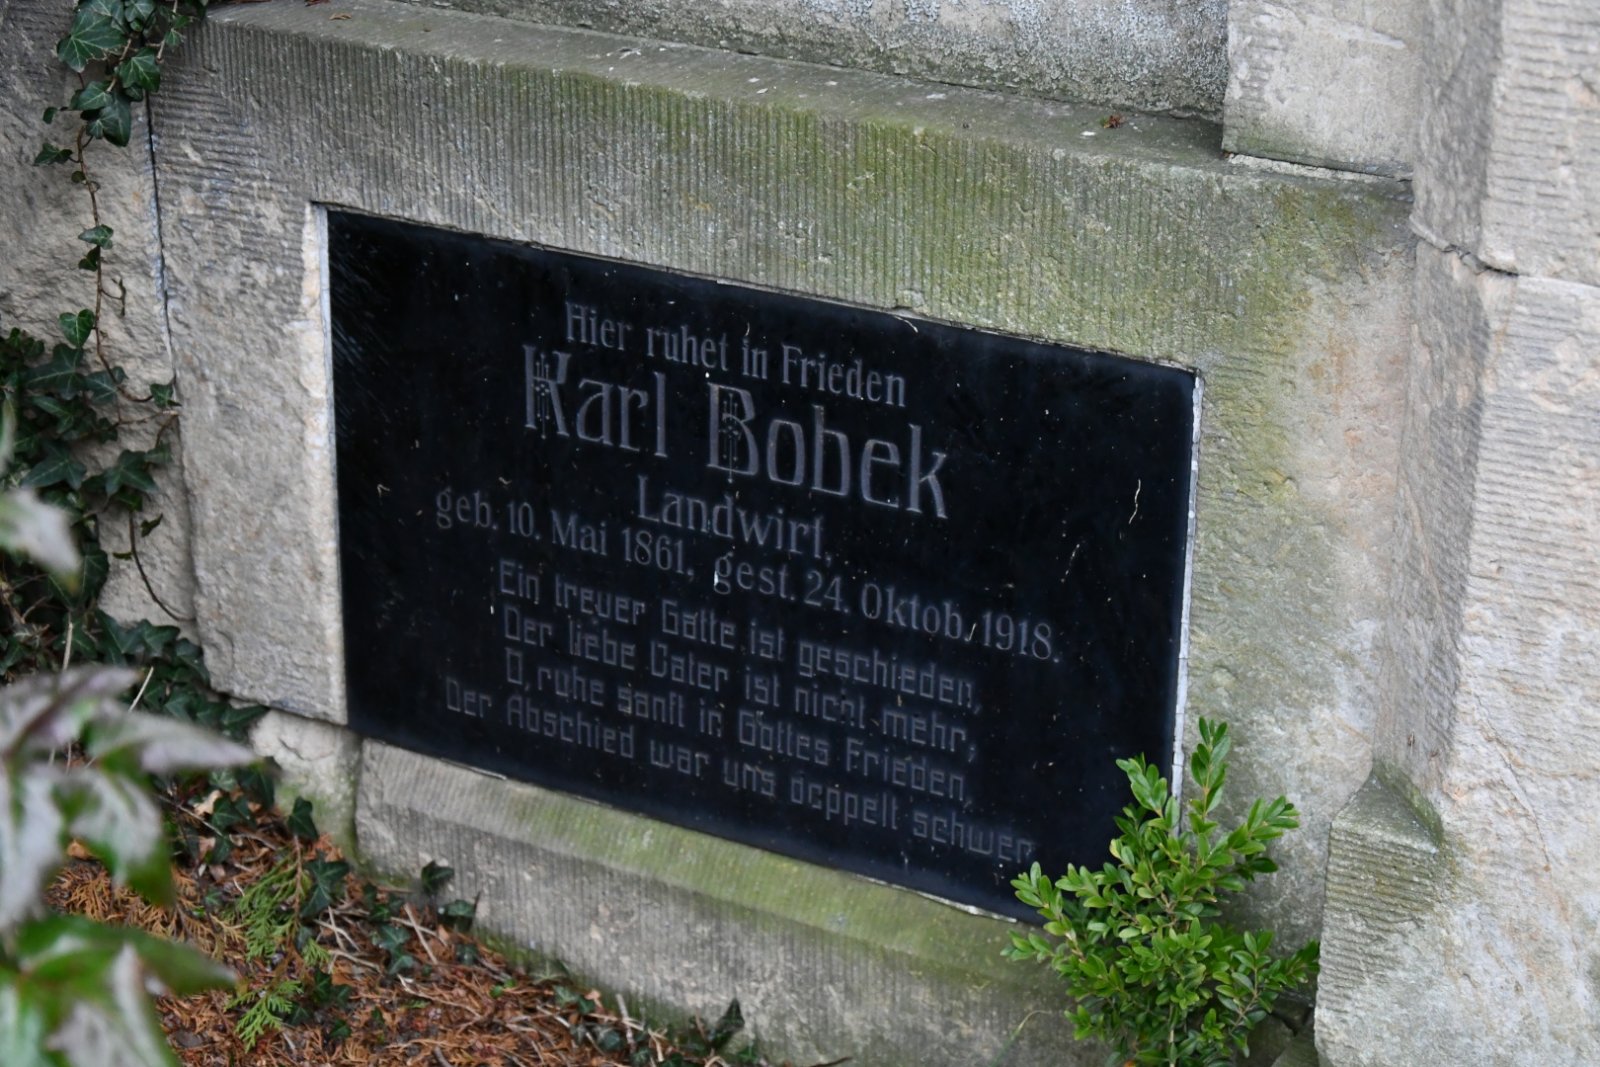 Hier ruhet in Frieden
Karl Bobek
Landwirt,
geb. 10. Mai 1861, gest. 24. Oktob. 1918.
Ein treuer Gatte ist geschieden,
Der liebe Vater ist nicht mehr,
O, ruhe sanft in Gottes Frieden,
Der Abschied war uns doppelt schwer